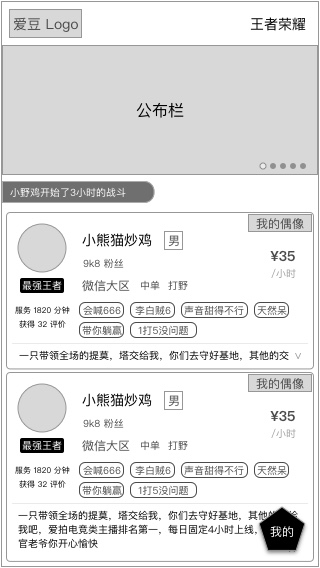 爱豆 Logo
王者荣耀
公布栏
小野鸡开始了3小时的战斗
我的偶像
小熊猫炒鸡 男
¥35
9k8 粉丝
/小时
最强王者
微信大区 中单 打野
服务 1820 分钟
获得 32 评价
会喊666 李白贼6 声音甜得不行 天然呆
带你躺赢 1打5没问题
一只带领全场的提莫，塔交给我，你们去守好基地，其他的交
我的偶像
小熊猫炒鸡 男
¥35
9k8 粉丝
/小时
最强王者
微信大区 中单 打野
服务 1820 分钟
获得 32 评价
会喊666 李白贼6 声音甜得不行 天然呆
带你躺赢 1打5没问题
一只带领全场的提莫，塔交给我，你们去守好基地，其他
我吧，爱拍电竞类主播排名第一，每日固定4小时上线，
官老爷你开心愉快
我的